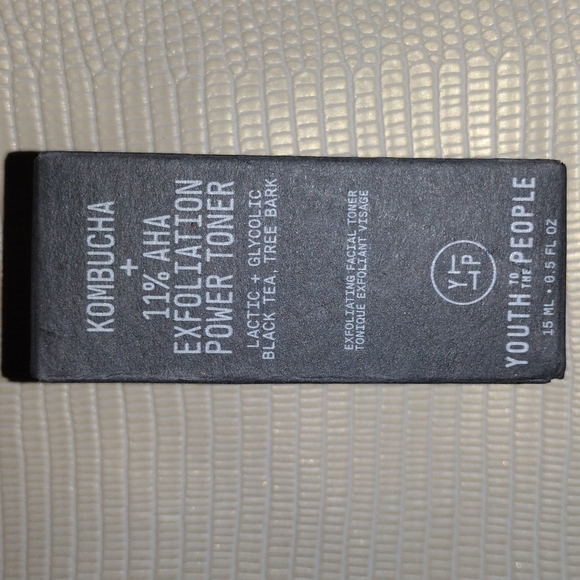 KOMBUCHA
+
11% AHA
EXFOLIATION
POWER TONER
LACTIC + GLYCOLIC
BLACK TEA, TREE BARK
EXFOLIATING FACIAL TONER
TONIQUE EXFOLIANT VISAGE
YTTP
YOUTH TO THE PEOPLE
15 ML • 0.5 FL OZ